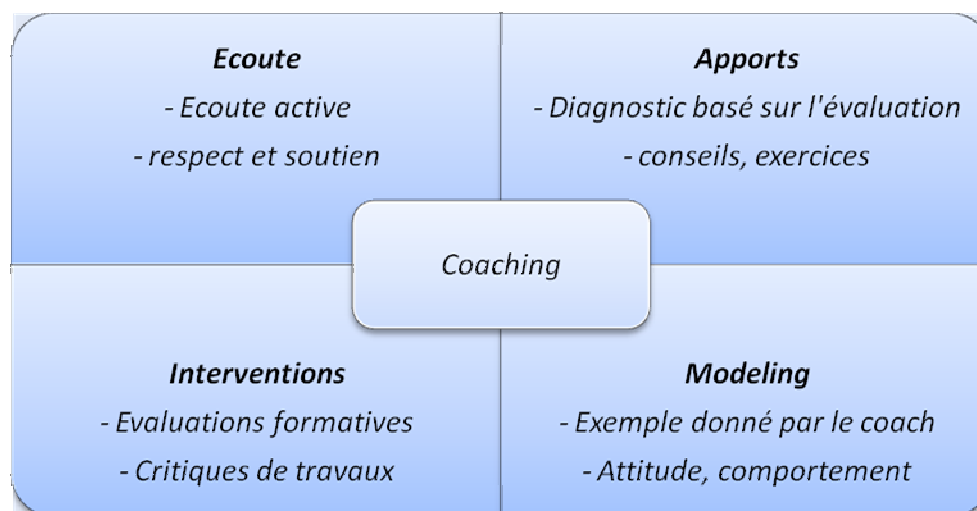 Ecoute
- Ecoute active
- respect et soutien
Apports
- Diagnostic basé sur l'évaluation
- conseils, exercices
Coaching
Interventions
- Evaluations formatives
- Critiques de travaux
Modeling
- Exemple donné par le coach
- Attitude, comportement